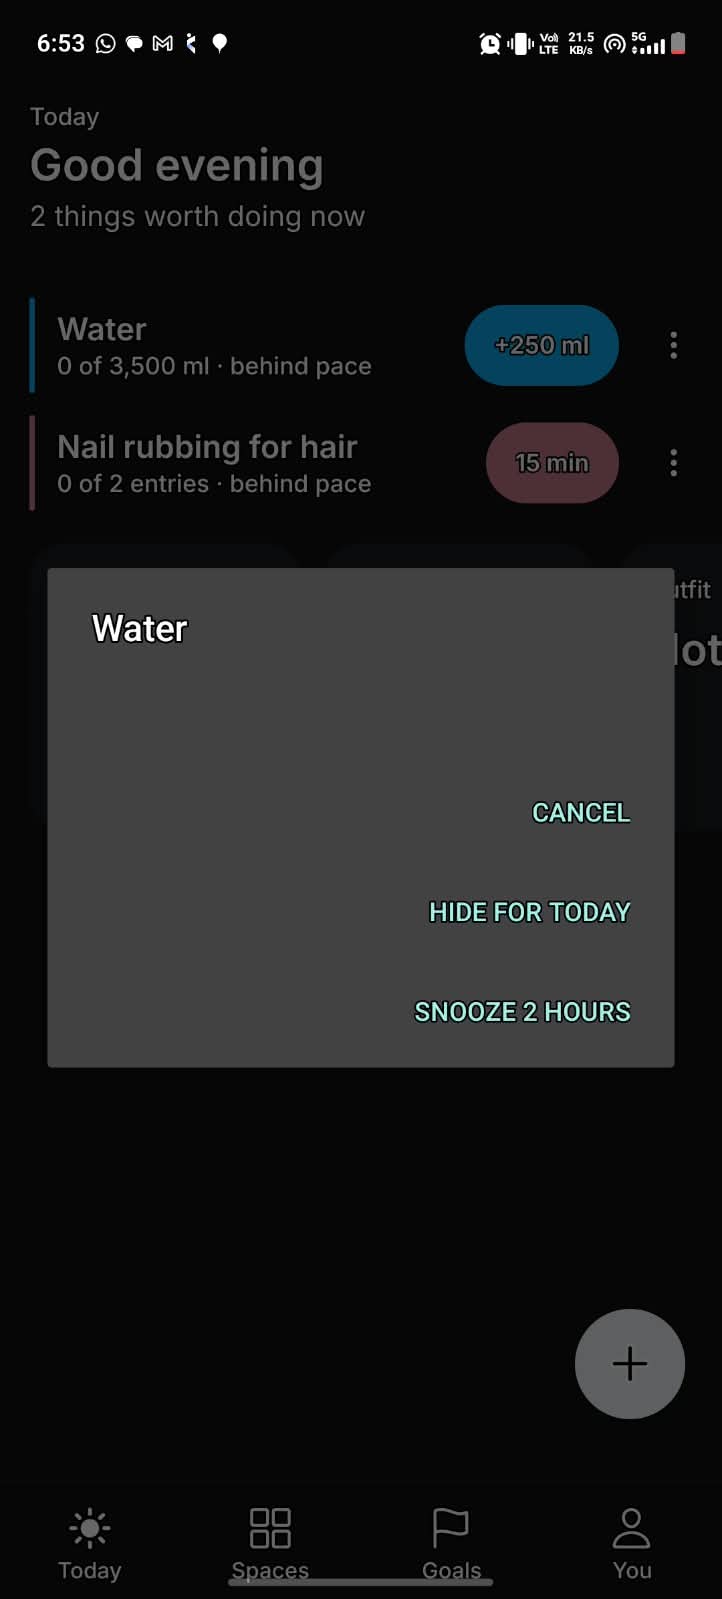 6:53
Vo))
LTE
21.5
KB/s
5G
Today
Good evening
2 things worth doing now
Water
0 of 3,500 ml · behind pace
+250 ml
Nail rubbing for hair
0 of 2 entries · behind pace
15 min
Water
CANCEL
HIDE FOR TODAY
SNOOZE 2 HOURS
Today
Spaces
Goals
You